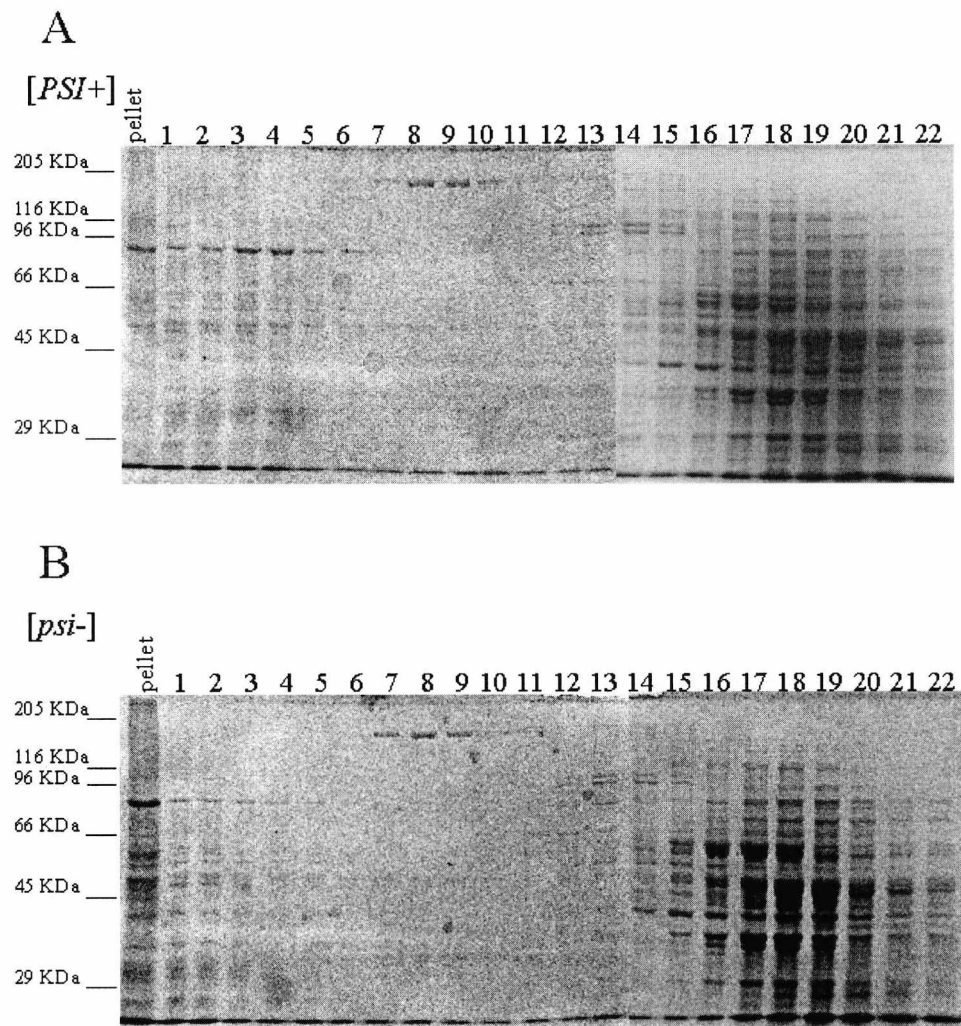 A
[PSI+]
pellet 1 2 3 4 5 6 7 8 9 10 11 12 13 14 15 16 17 18 19 20 21 22
205 KDa
116 KDa
96 KDa
66 KDa
45 KDa
29 KDa
B
[psi-]
pellet 1 2 3 4 5 6 7 8 9 10 11 12 13 14 15 16 17 18 19 20 21 22
205 KDa
116 KDa
96 KDa
66 KDa
45 KDa
29 KDa